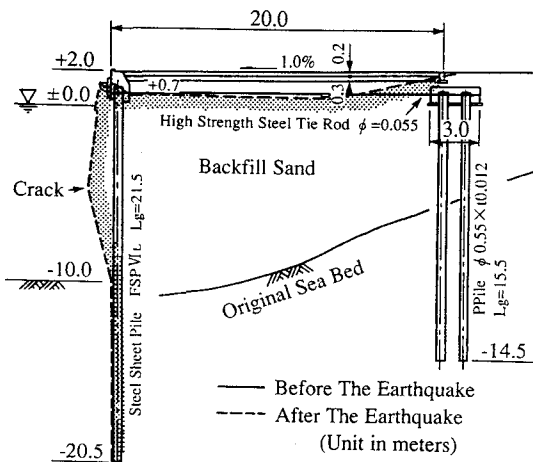 20.0
+2.0
1.0%
0.2
±0.0
+0.7
0.3
High Strength Steel Tie Rod ϕ=0.055
3.0
Backfill Sand
Crack
Steel Sheet Pile FSP VIL Lg=21.5
PPile ϕ 0.55 × t0.012
Lg=15.5
-10.0
Original Sea Bed
-14.5
Before The Earthquake
After The Earthquake
(Unit in meters)
-20.5